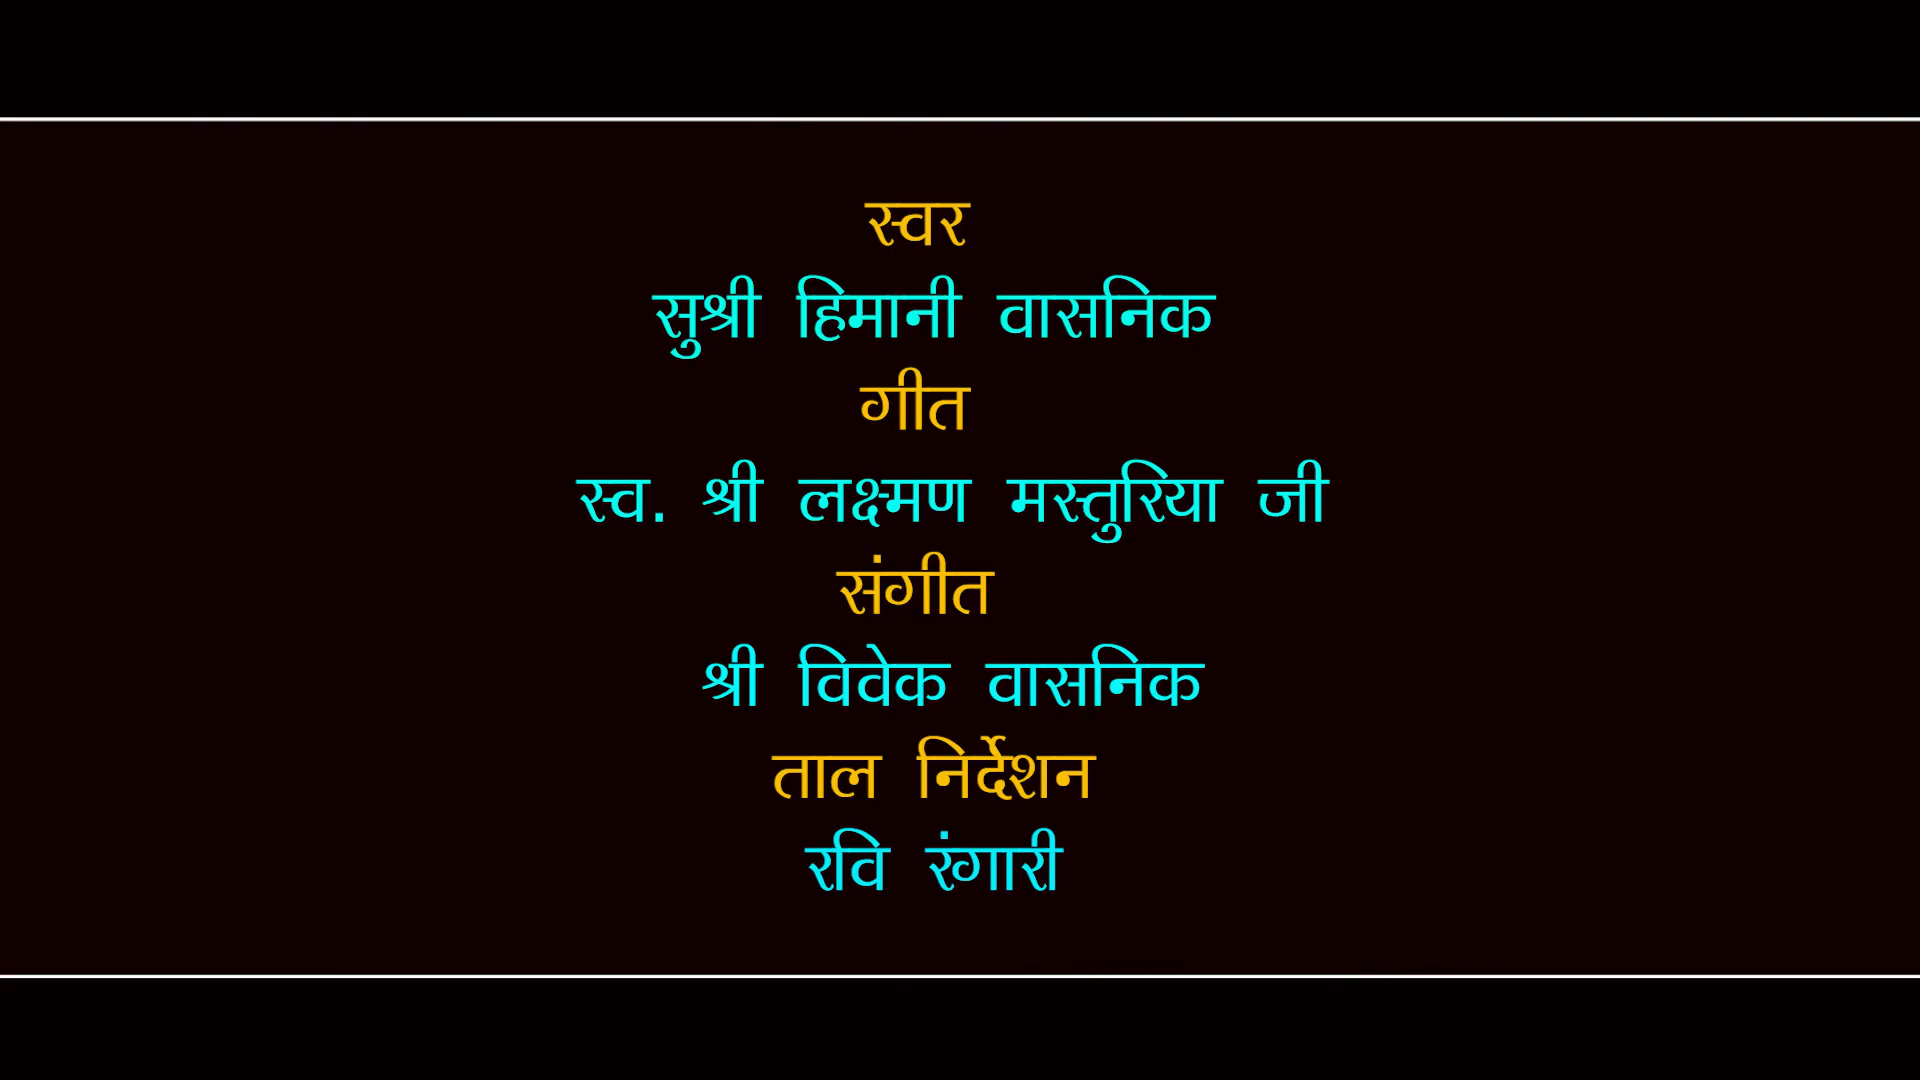 स्वर
सुश्री हिमानी वासनिक
गीत
स्व. श्री लक्ष्मण मस्तुरिया जी
संगीत
श्री विवेक वासनिक
ताल निर्देशन
रवि रंगारी